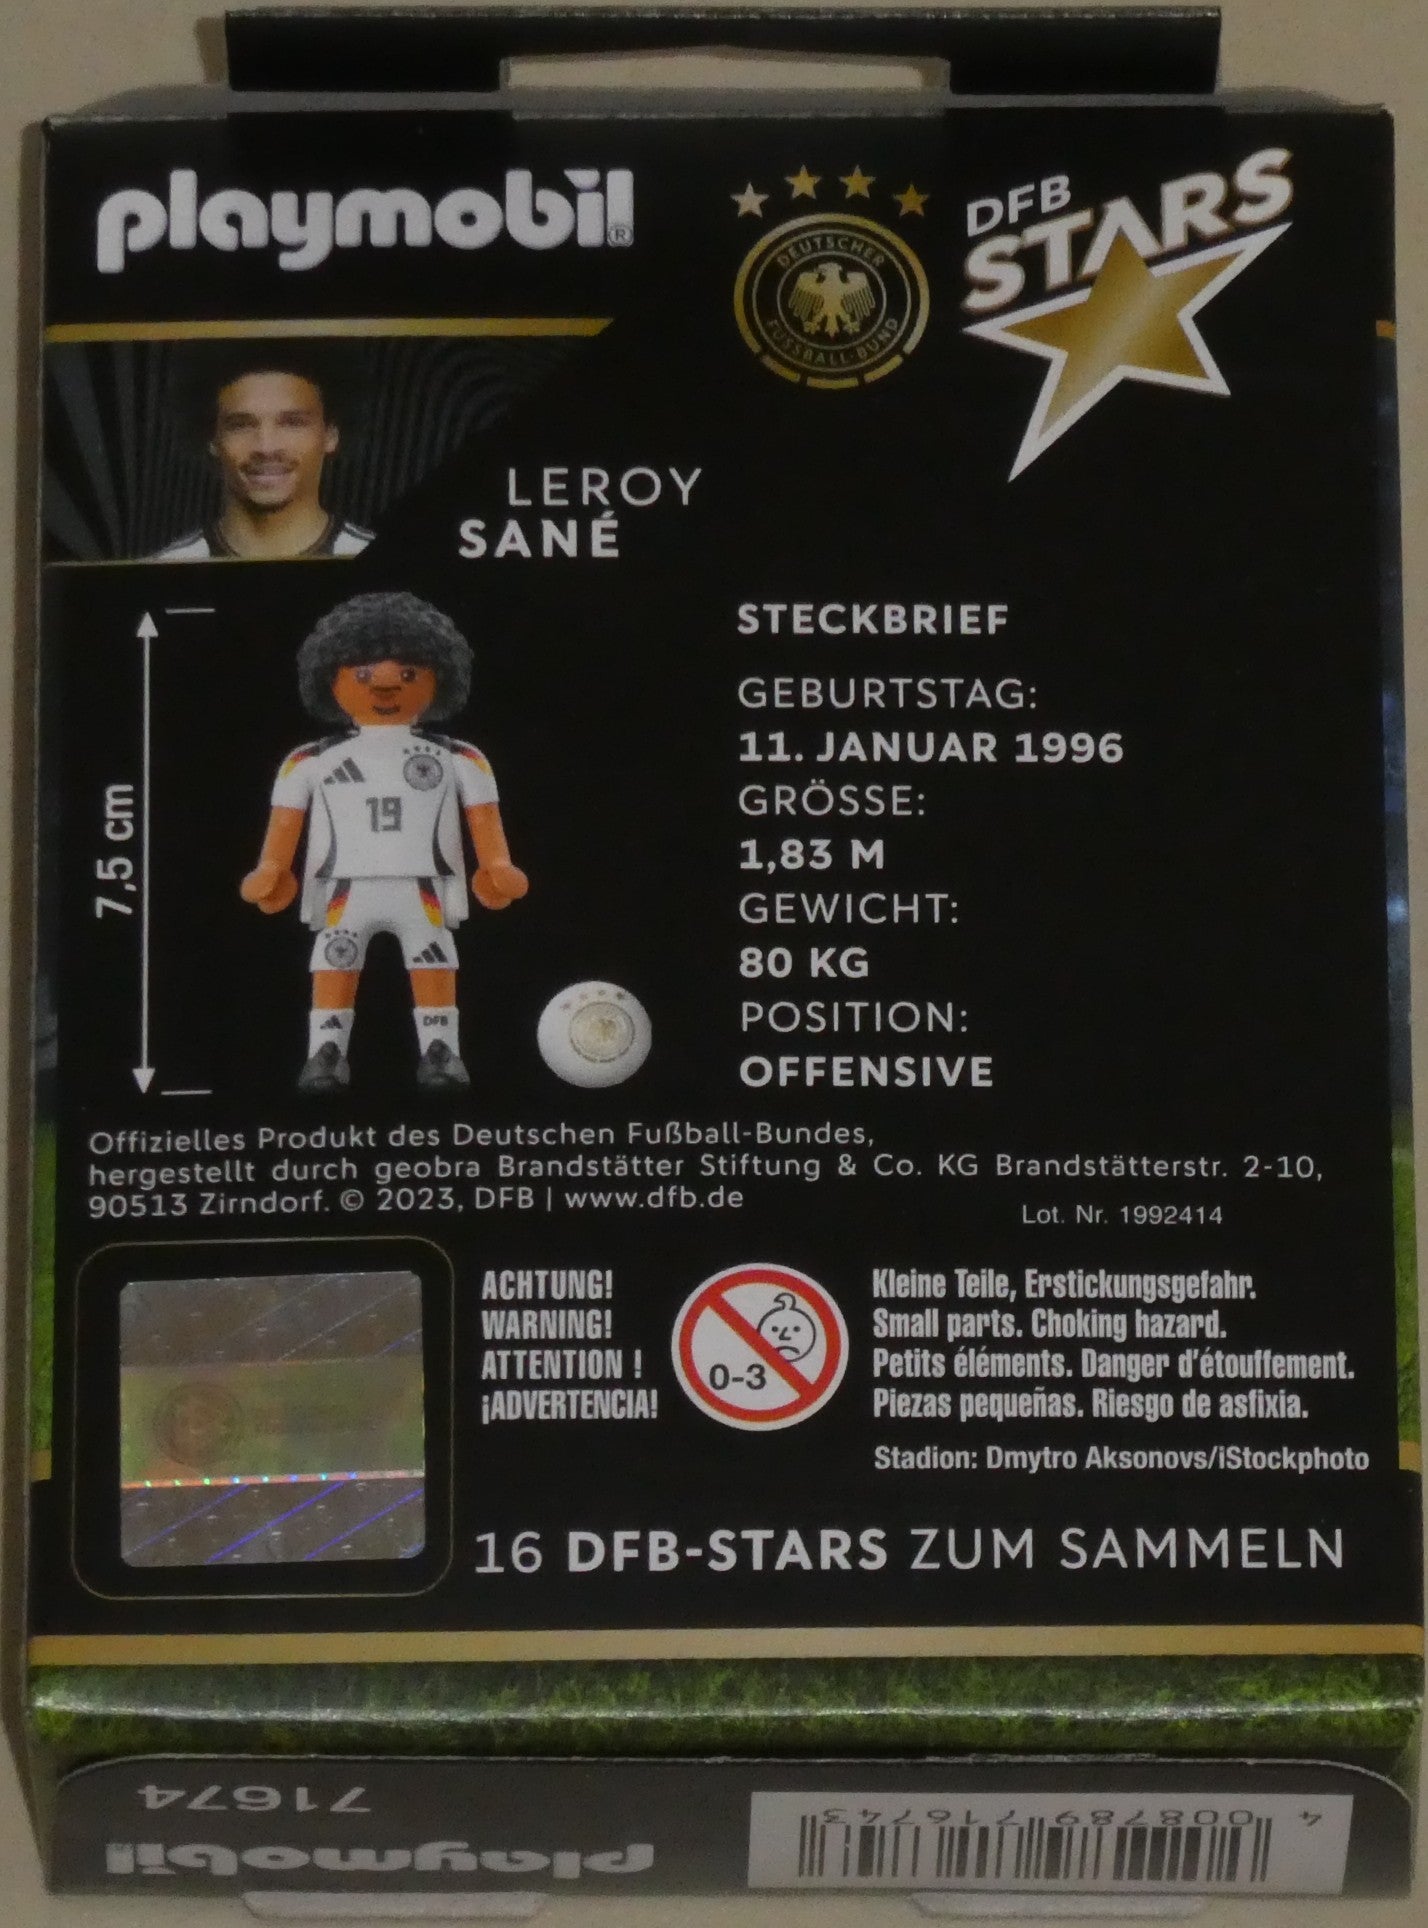 playmobil®
DFB
STARS
DEUTSCHER
FUSSBALL-BUND
LEROY
SANÉ
7,5 cm
19
DFB
STECKBRIEF
GEBURTSTAG:
11. JANUAR 1996
GRÖSSE:
1,83 M
GEWICHT:
80 KG
POSITION:
OFFENSIVE
Offizielles Produkt des Deutschen Fußball-Bundes,
hergestellt durch geobra Brandstätter Stiftung & Co. KG Brandstätterstr. 2-10,
90513 Zirndorf. © 2023, DFB | www.dfb.de
Lot. Nr. 1992414
ACHTUNG!
WARNING!
ATTENTION !
¡ADVERTENCIA!
0-3
Kleine Teile, Erstickungsgefahr.
Small parts. Choking hazard.
Petits éléments. Danger d'étouffement.
Piezas pequeñas. Riesgo de asfixia.
Stadion: Dmytro Aksonovs/iStockphoto
16 DFB-STARS ZUM SAMMELN
71674
playmobil
4 008789 716743